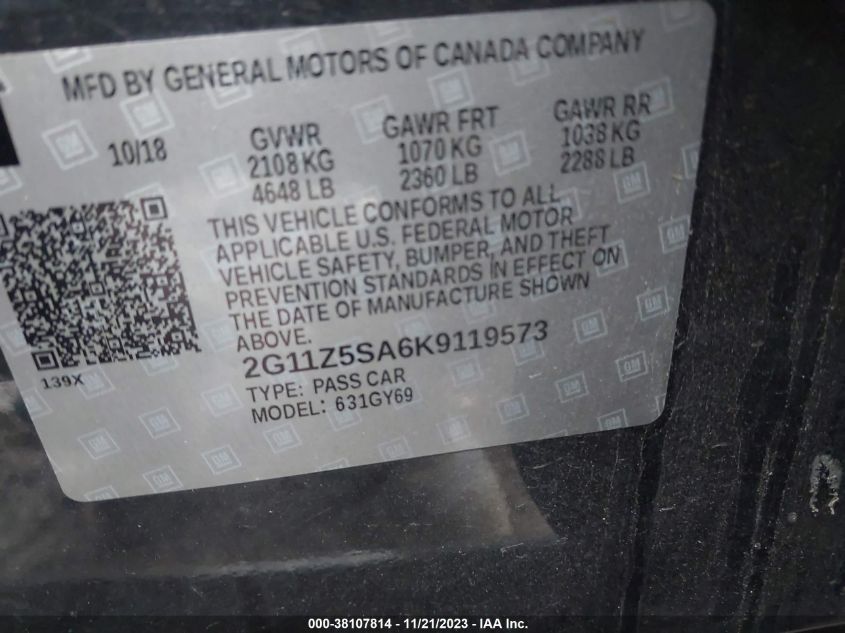 MFD BY GENERAL MOTORS OF CANADA COMPANY
10/18 GVWR GAWR FRT GAWR RR
2108 KG 1070 KG 1038 KG
4648 LB 2360 LB 2288 LB
THIS VEHICLE CONFORMS TO ALL
APPLICABLE U.S. FEDERAL MOTOR
VEHICLE SAFETY, BUMPER, AND THEFT
PREVENTION STANDARDS IN EFFECT ON
THE DATE OF MANUFACTURE SHOWN
ABOVE.
2G11Z5SA6K9119573
139X
TYPE: PASS CAR
MODEL: 631GY69
000-38107814 - 11/21/2023 - IAA Inc.